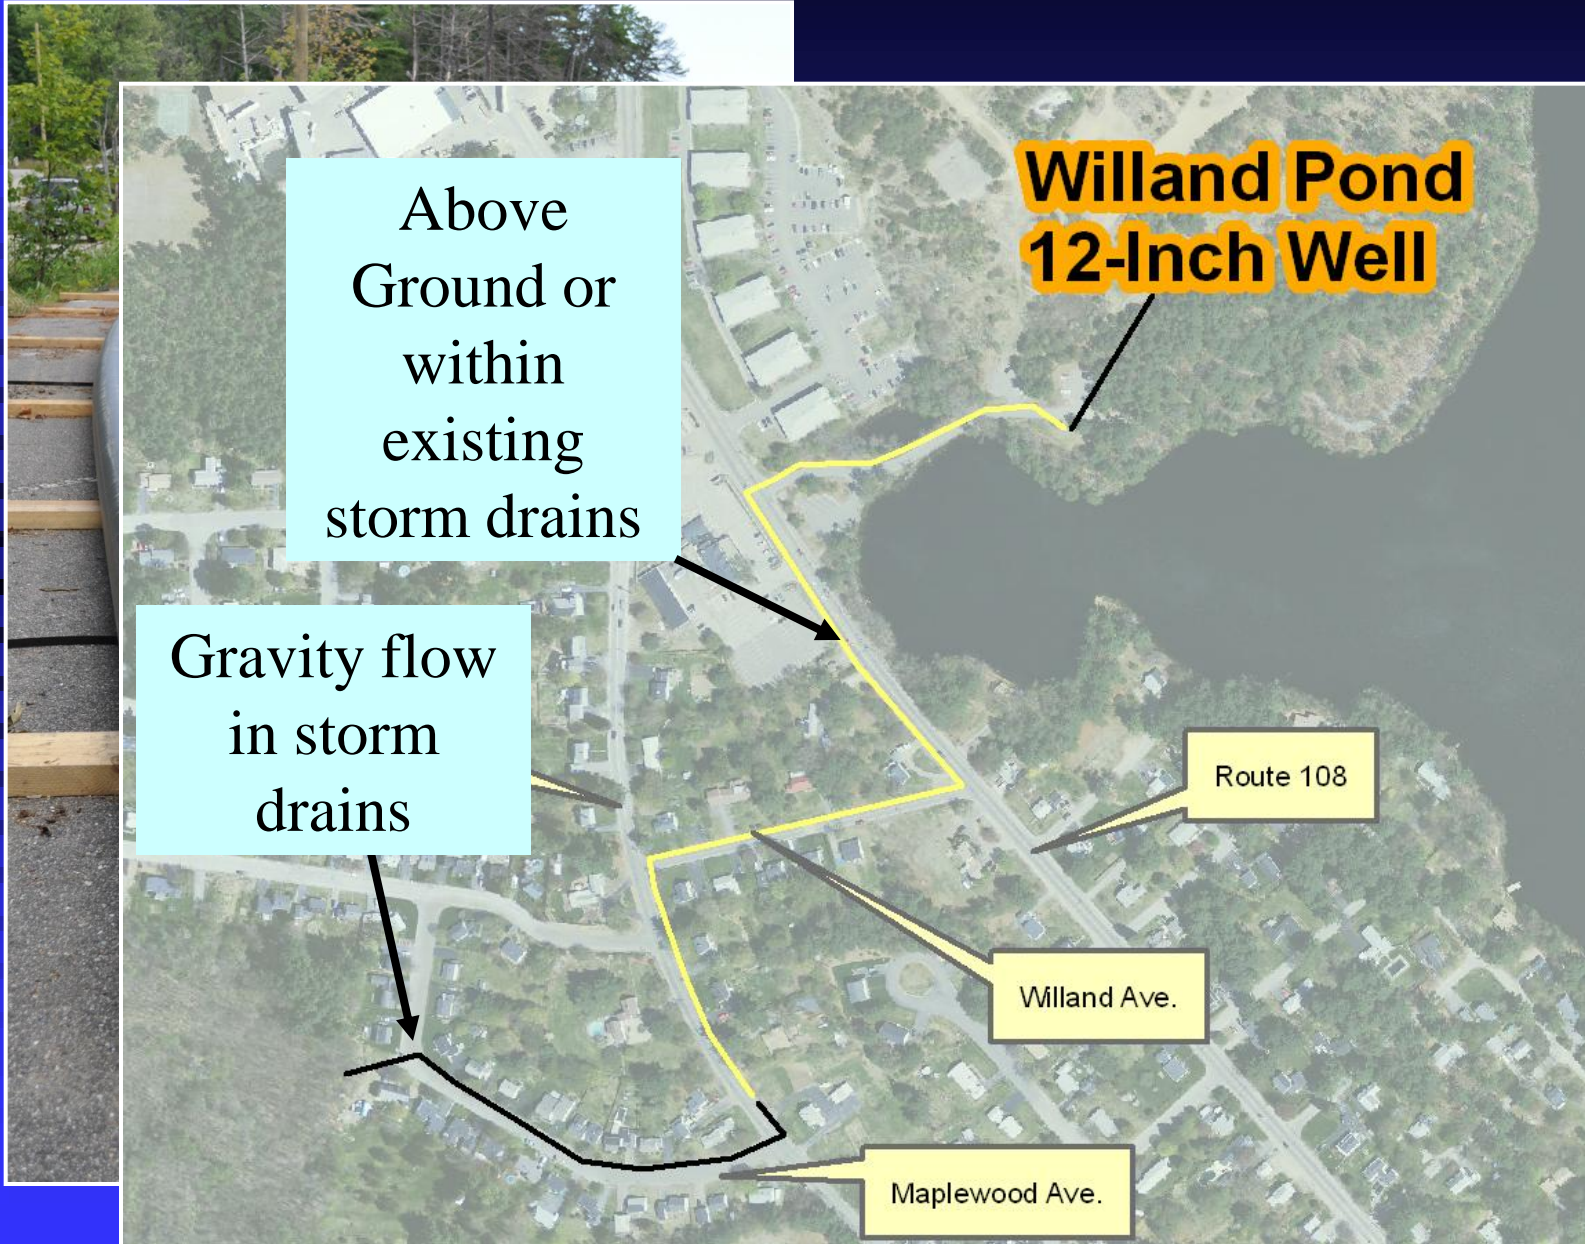 Willand Pond
12-Inch Well
Above
Ground or
within
existing
storm drains
Gravity flow
in storm
drains
Route 108
Willand Ave.
Maplewood Ave.